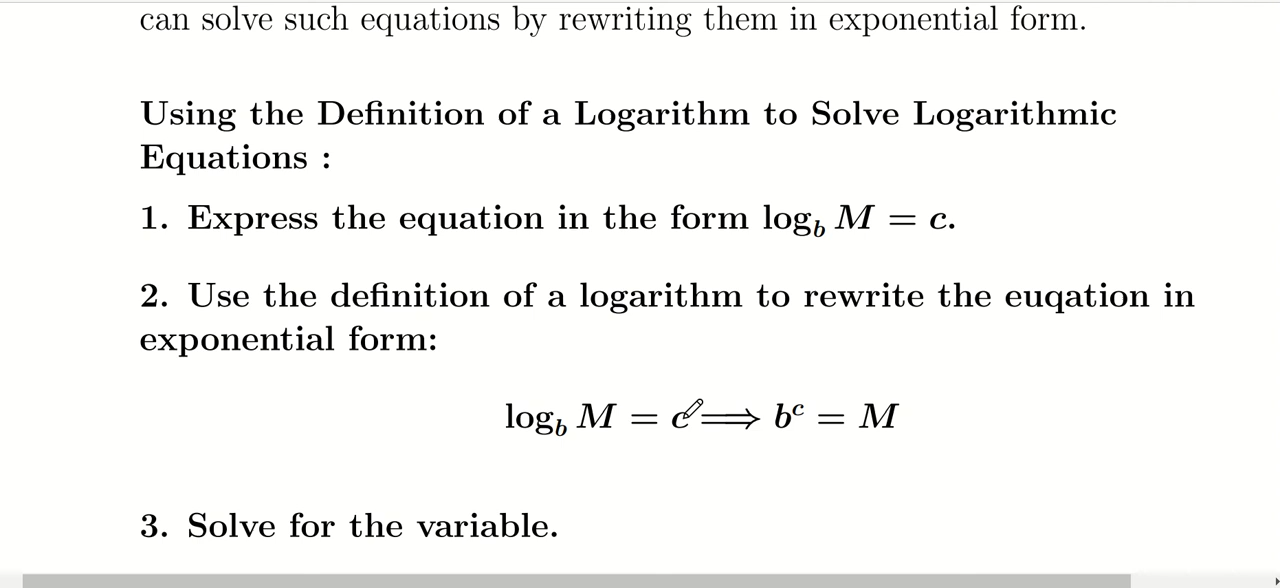 can solve such equations by rewriting them in exponential form.
Using the Definition of a Logarithm to Solve Logarithmic
Equations :
1. Express the equation in the form log_b M = c.
2. Use the definition of a logarithm to rewrite the euqation in
exponential form:
log_b M = c ⟹ b^c = M
3. Solve for the variable.